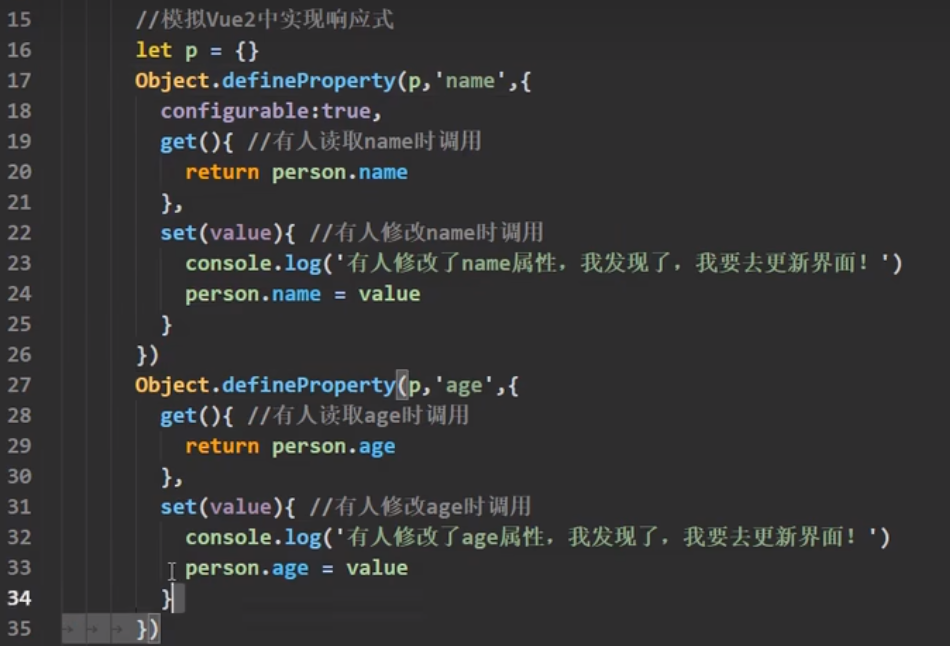 15 //模拟Vue2中实现响应式
16 let p = {}
17 Object.defineProperty(p,'name',{
18 configurable:true,
19 get(){ //有人读取name时调用
20 return person.name
21 },
22 set(value){ //有人修改name时调用
23 console.log('有人修改了name属性，我发现了，我要去更新界面！')
24 person.name = value
25 }
26 })
27 Object.defineProperty(p,'age',{
28 get(){ //有人读取age时调用
29 return person.age
30 },
31 set(value){ //有人修改age时调用
32 console.log('有人修改了age属性，我发现了，我要去更新界面！')
33 person.age = value
34 }
35 })